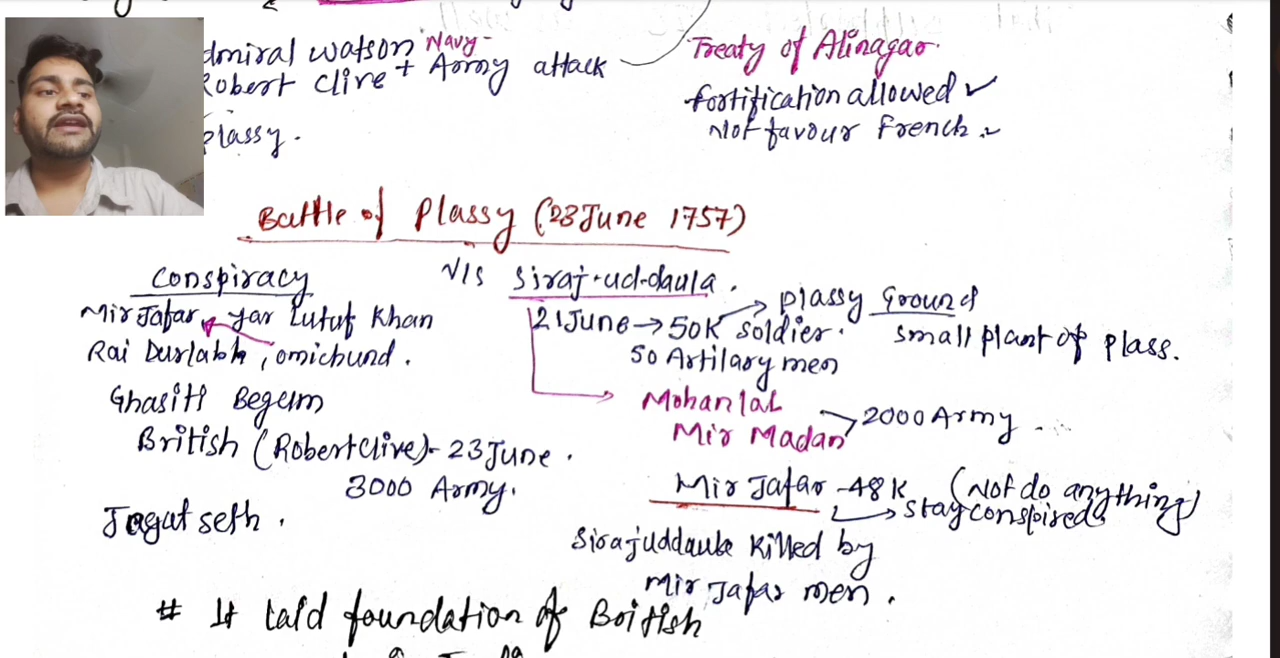 dmiral watson Navy-
Robert Clive + Army attack
Plassy.
Treaty of Alinagar.
fortification allowed ✓
Not favour French ✓
Battle of Plassy (23 June 1757)
Conspiracy
V/s Siraj-ud-daula.
Mir Jafar, yar Lutuf Khan
Rai Durlabh, omichund.
Ghasiti Begum
British (Robert Clive)- 23 June.
3000 Army.
Jagat seth.
21 June → 50K soldier.
50 Artilary men
→ Plassy Ground
small plant of plass.
Mohanlal
Mir Madan
2000 Army
Mir Jafar -48K (Not do anything)
→ stay conspired
Sirajuddaula killed by
Mir Jafar men.
# It laid foundation of British